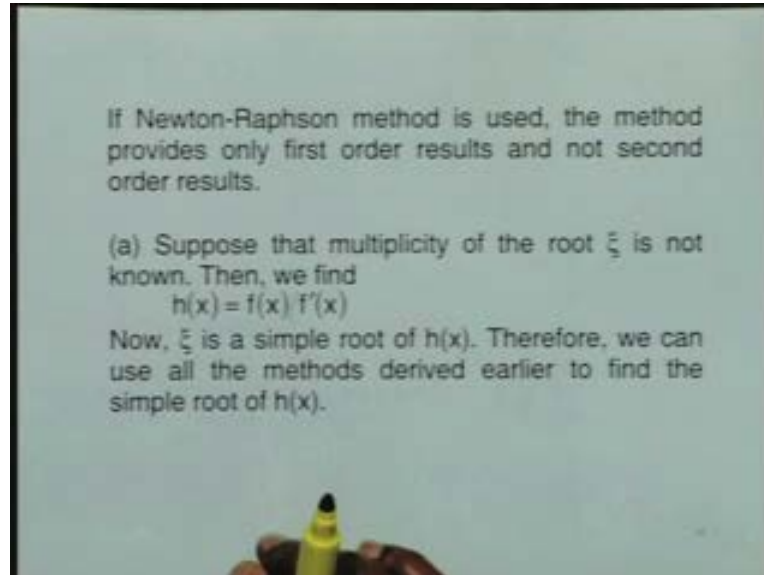 If Newton-Raphson method is used, the method
provides only first order results and not second
order results.
(a) Suppose that multiplicity of the root ξ is not
known. Then, we find
h(x) = f(x) f′(x)
Now, ξ is a simple root of h(x). Therefore, we can
use all the methods derived earlier to find the
simple root of h(x).